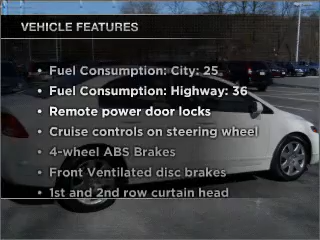 VEHICLE FEATURES
• Fuel Consumption: City: 25
• Fuel Consumption: Highway: 36
• Remote power door locks
• Cruise controls on steering wheel
• 4-wheel ABS Brakes
• Front Ventilated disc brakes
• 1st and 2nd row curtain head